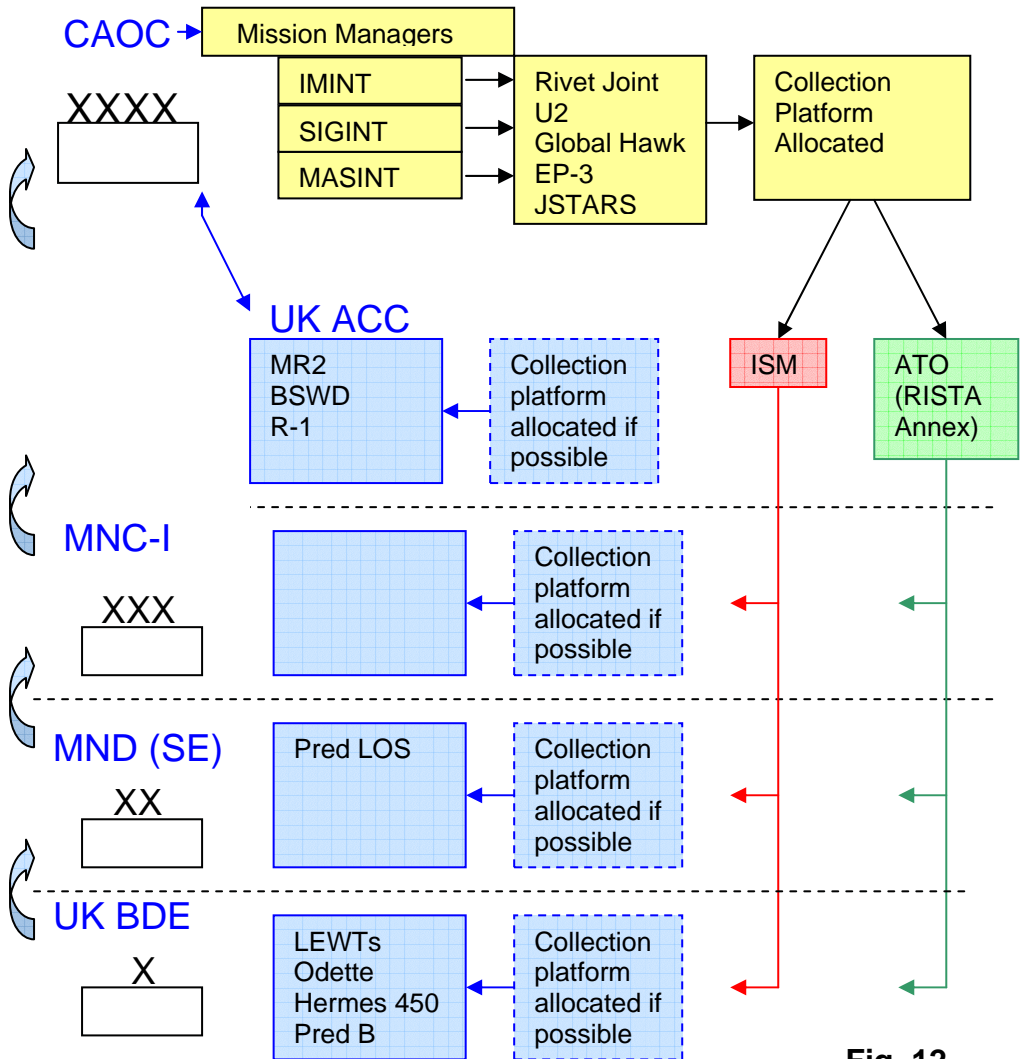 CAOC
Mission Managers
XXXX
IMINT
SIGINT
MASINT
Rivet Joint
U2
Global Hawk
EP-3
JSTARS
Collection
Platform
Allocated
UK ACC
MR2
BSWD
R-1
Collection
platform
allocated if
possible
ISM
ATO
(RISTA
Annex)
MNC-I
XXX
Collection
platform
allocated if
possible
MND (SE)
XX
Pred LOS
Collection
platform
allocated if
possible
UK BDE
X
LEWTs
Odette
Hermes 450
Pred B
Collection
platform
allocated if
possible
Fig. 12